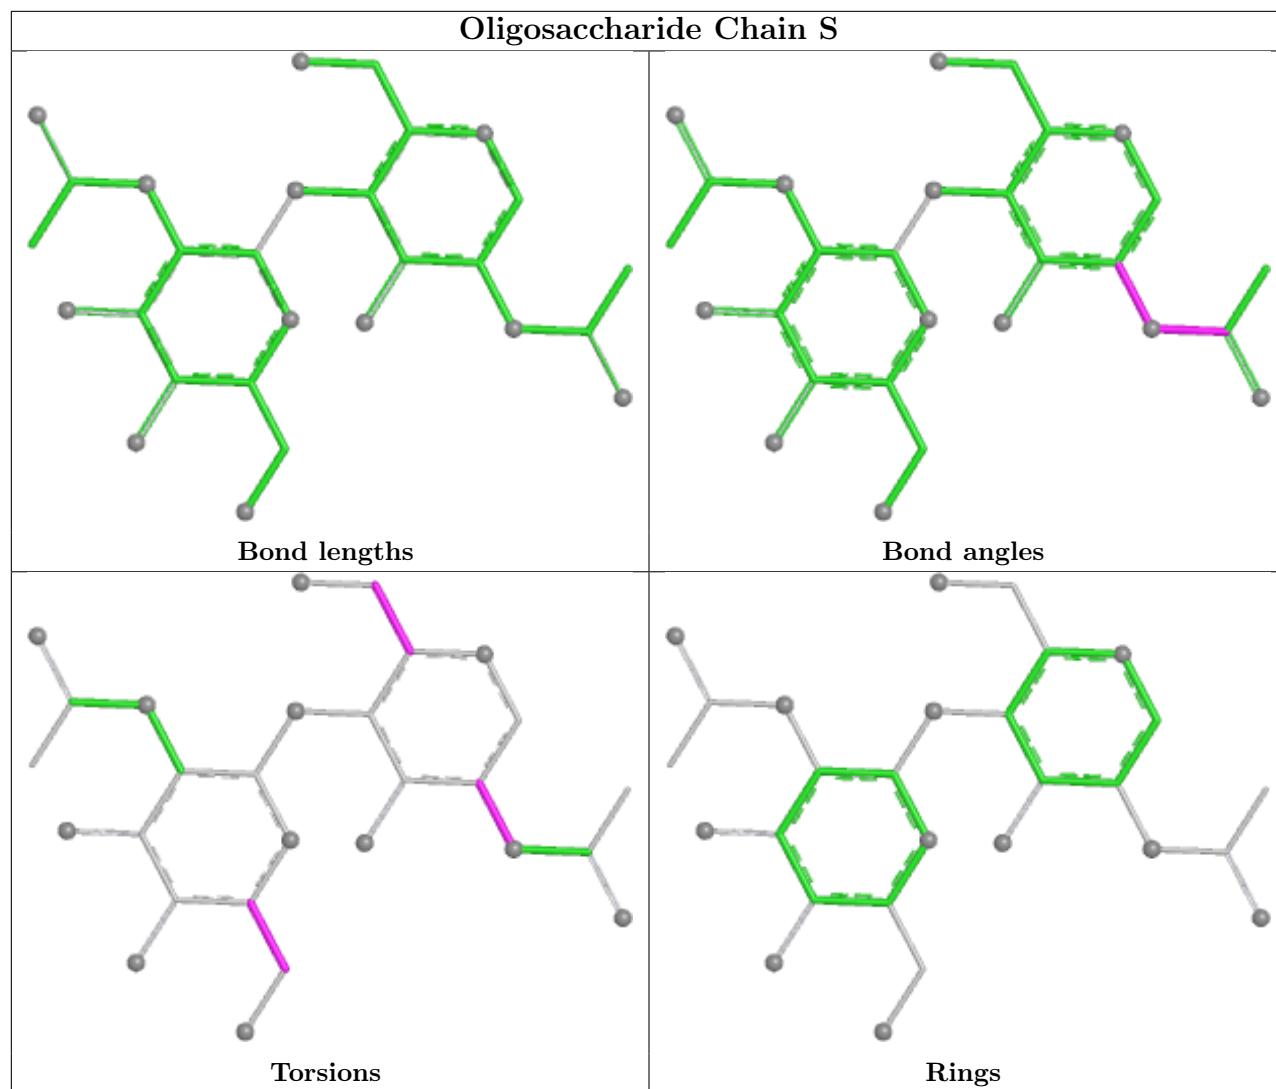 Oligosaccharide Chain S
Bond lengths
Bond angles
Torsions
Rings